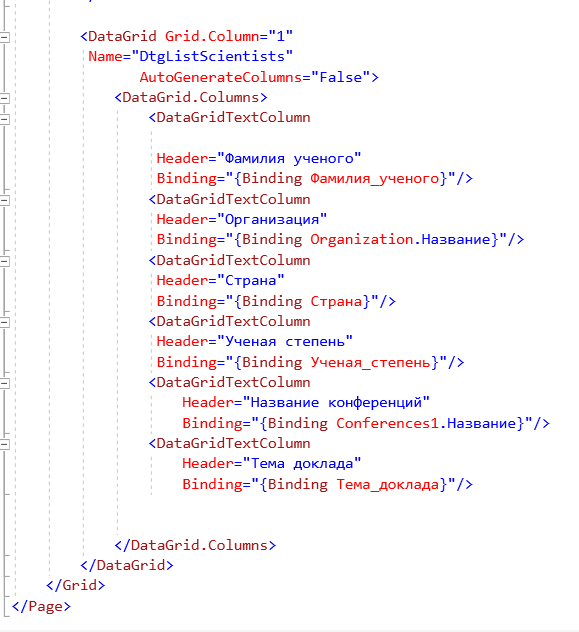 <DataGrid Grid.Column="1"
Name="DtgListScientists"
AutoGenerateColumns="False">
<DataGrid.Columns>
<DataGridTextColumn
Header="Фамилия ученого"
Binding="{Binding Фамилия_ученого}"/>
<DataGridTextColumn
Header="Организация"
Binding="{Binding Organization.Название}"/>
<DataGridTextColumn
Header="Страна"
Binding="{Binding Страна}"/>
<DataGridTextColumn
Header="Ученая степень"
Binding="{Binding Ученая_степень}"/>
<DataGridTextColumn
Header="Название конференций"
Binding="{Binding Conferences1.Название}"/>
<DataGridTextColumn
Header="Тема доклада"
Binding="{Binding Тема_доклада}"/>
</DataGrid.Columns>
</DataGrid>
</Grid>
</Page>